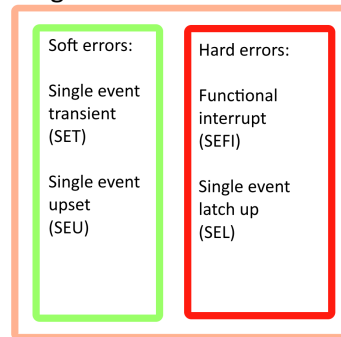 Soft errors:
Single event
transient
(SET)
Single event
upset
(SEU)
Hard errors:
Functional
interrupt
(SEFI)
Single event
latch up
(SEL)